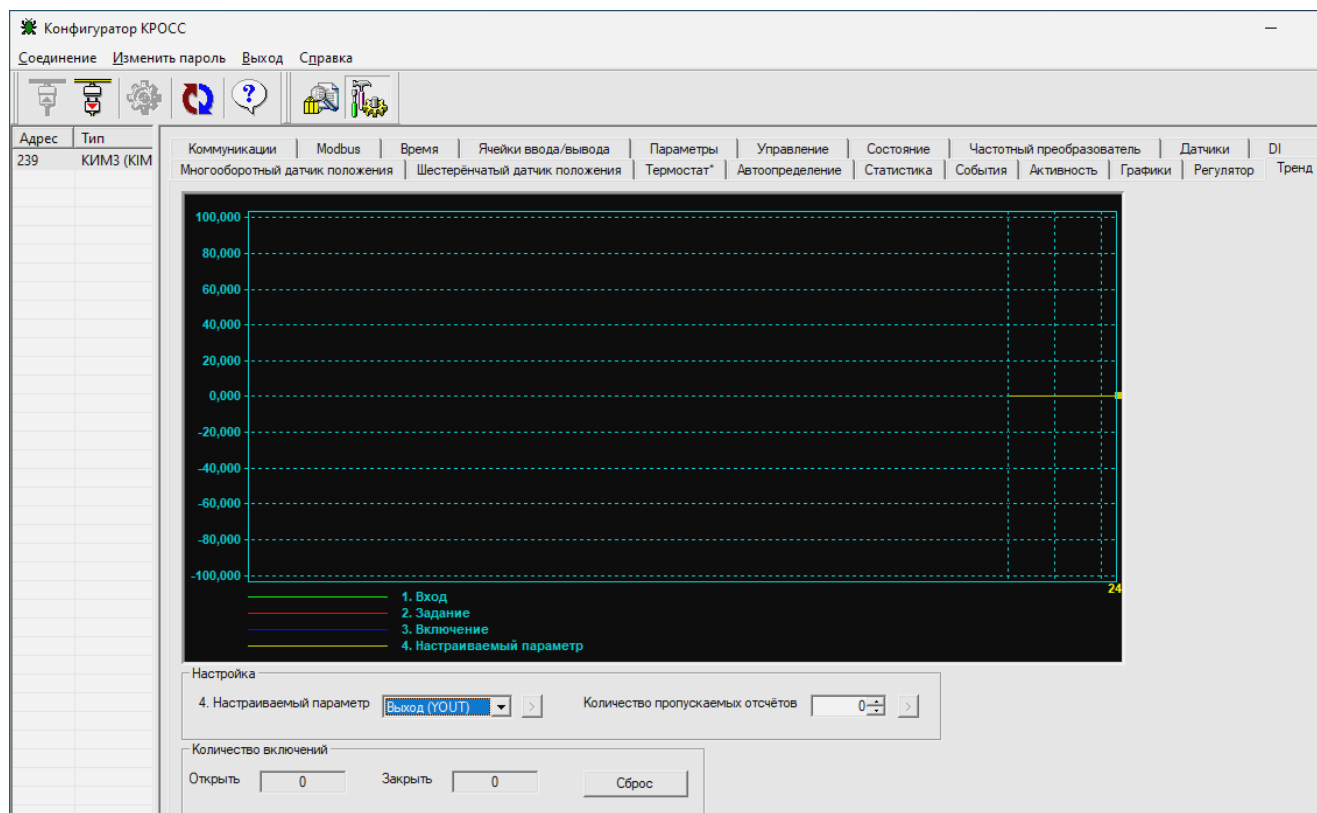 Конфигуратор КРОСС
Соединение Изменить пароль Выход Справка
Адрес Тип
239 КИМ3 (KIM
Коммуникации Modbus Время Ячейки ввода/вывода Параметры Управление Состояние Частотный преобразователь Датчики DI
Многооборотный датчик положения Шестерёнчатый датчик положения Термостат* Автоопределение Статистика События Активность Графики Регулятор Тренд
100,000
80,000
60,000
40,000
20,000
0,000
-20,000
-40,000
-60,000
-80,000
-100,000
24
1. Вход
2. Задание
3. Включение
4. Настраиваемый параметр
Настройка
4. Настраиваемый параметр Выход (YOUT) > Количество пропускаемых отсчётов 0 >
Количество включений
Открыть 0 Закрыть 0 Сброс